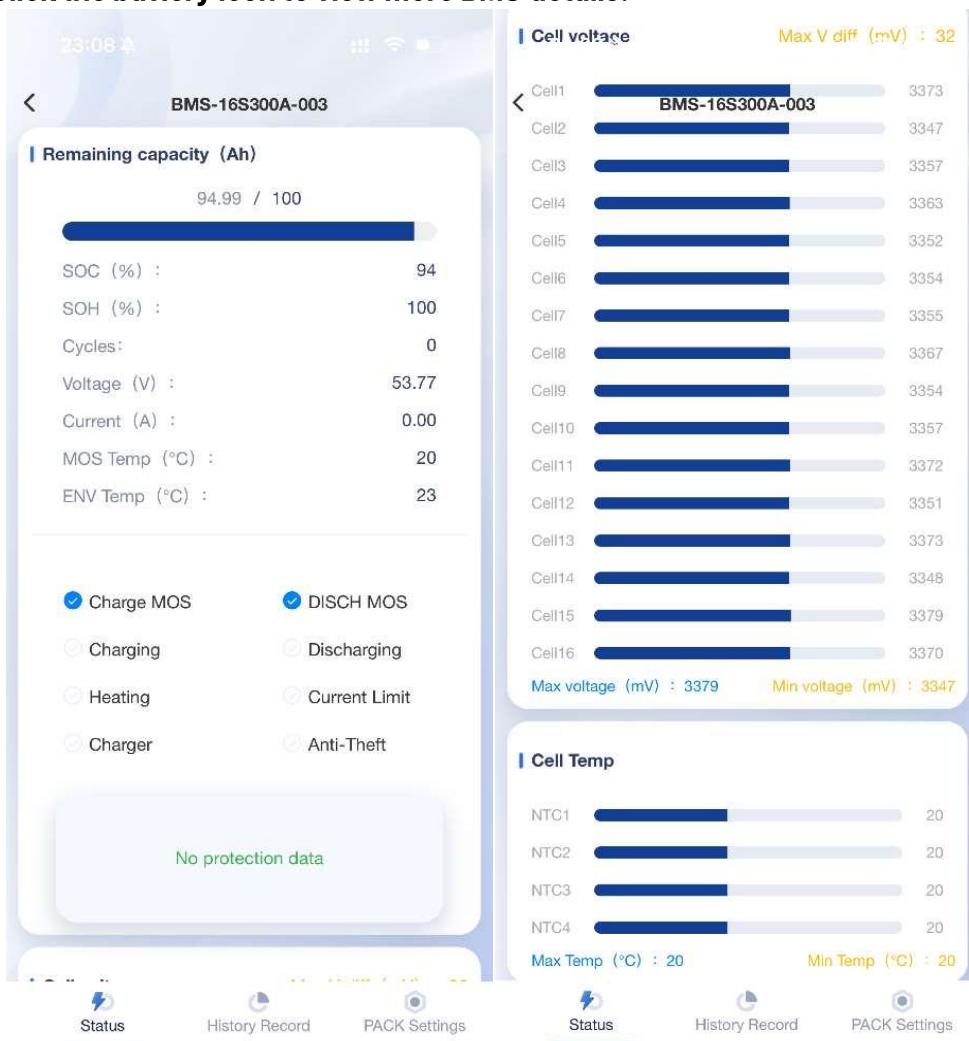 23:08
BMS-16S300A-003
Remaining capacity (Ah)
94.99 / 100
SOC (%) : 94
SOH (%) : 100
Cycles: 0
Voltage (V) : 53.77
Current (A) : 0.00
MOS Temp (°C) : 20
ENV Temp (°C) : 23
Charge MOS
DISCH MOS
Charging
Discharging
Heating
Current Limit
Charger
Anti-Theft
No protection data
Status
History Record
PACK Settings
Cell voltage
Max V diff (mV) : 32
Cell1 3373
BMS-16S300A-003
Cell2 3347
Cell3 3357
Cell4 3363
Cell5 3352
Cell6 3354
Cell7 3355
Cell8 3367
Cell9 3354
Cell10 3357
Cell11 3372
Cell12 3351
Cell13 3373
Cell14 3348
Cell15 3379
Cell16 3370
Max voltage (mV) : 3379
Min voltage (mV) : 3347
Cell Temp
NTC1 20
NTC2 20
NTC3 20
NTC4 20
Max Temp (°C) : 20
Min Temp (°C) : 20
Status
History Record
PACK Settings